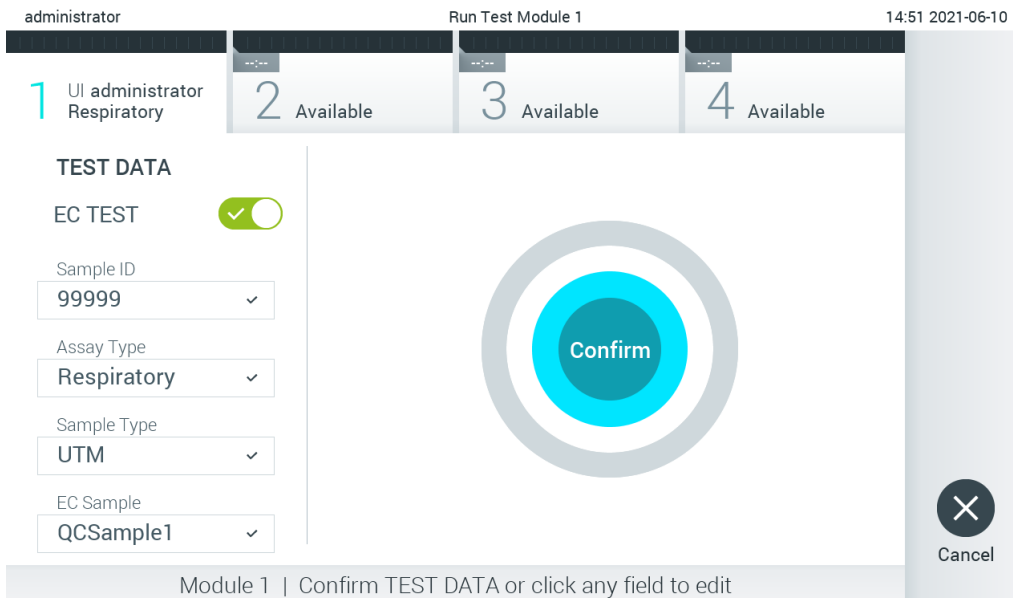 administrator Run Test Module 1 14:51 2021-06-10
--:-- --:-- --:--
1 UI administrator
Respiratory
2 Available
3 Available
4 Available
TEST DATA
EC TEST
Sample ID
99999
Assay Type
Respiratory
Sample Type
UTM
EC Sample
QCSample1
Confirm
Cancel
Module 1 | Confirm TEST DATA or click any field to edit